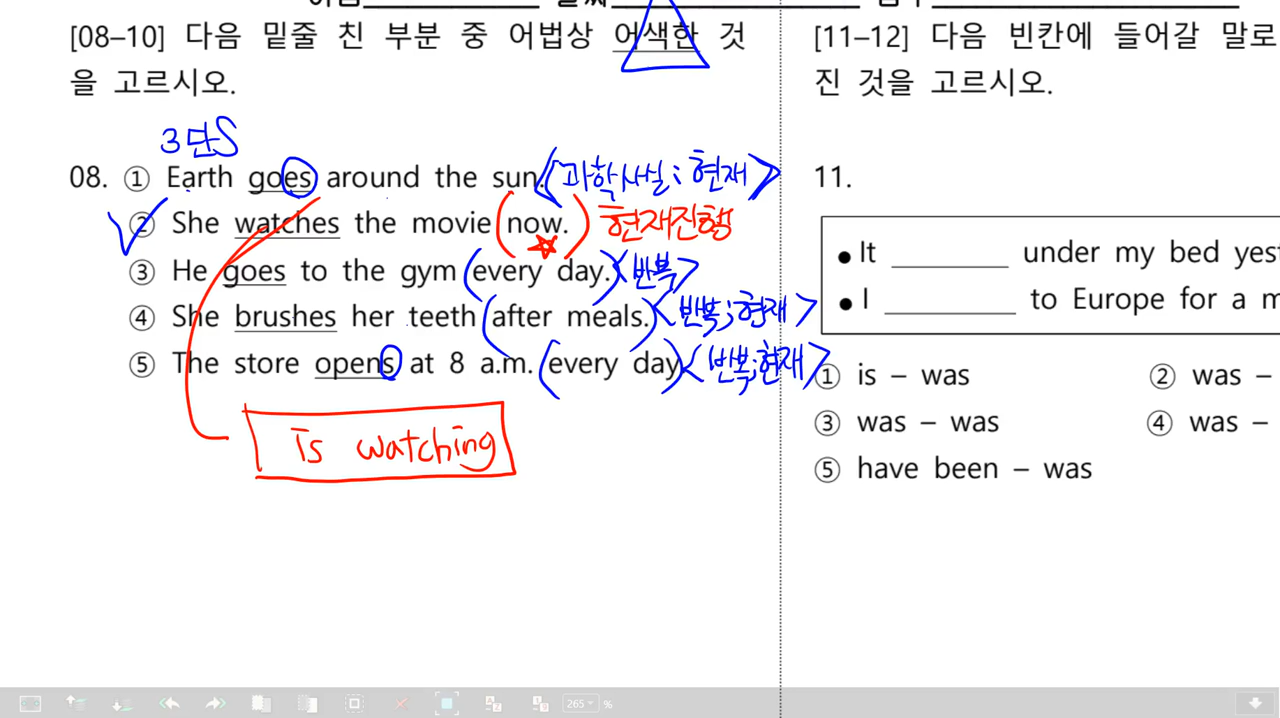 [08–10] 다음 밑줄 친 부분 중 어법상 어색한 것
을 고르시오.
3단S
08. ① Earth goes around the sun. <과학사실; 현재>
② She watches the movie (now.) 현재진행
③ He goes to the gym (every day.) <반복>
④ She brushes her teeth (after meals.) <반복; 현재>
⑤ The store opens at 8 a.m. (every day) <반복; 현재>
is watching
[11–12] 다음 빈칸에 들어갈 말로
진 것을 고르시오.
11.
● It ________ under my bed yest
● I __________ to Europe for a m
① is – was
② was –
③ was – was
④ was –
⑤ have been – was
265 %